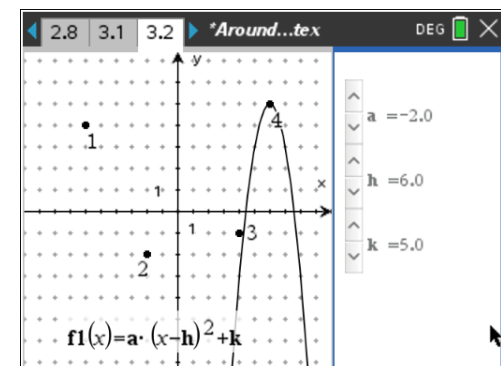 2.8 3.1 3.2 *Around...tex DEG
y
4
1
a =-2.0
1
x
h =6.0
1
3
k =5.0
2
f1(x)=a·(x-h)²+k